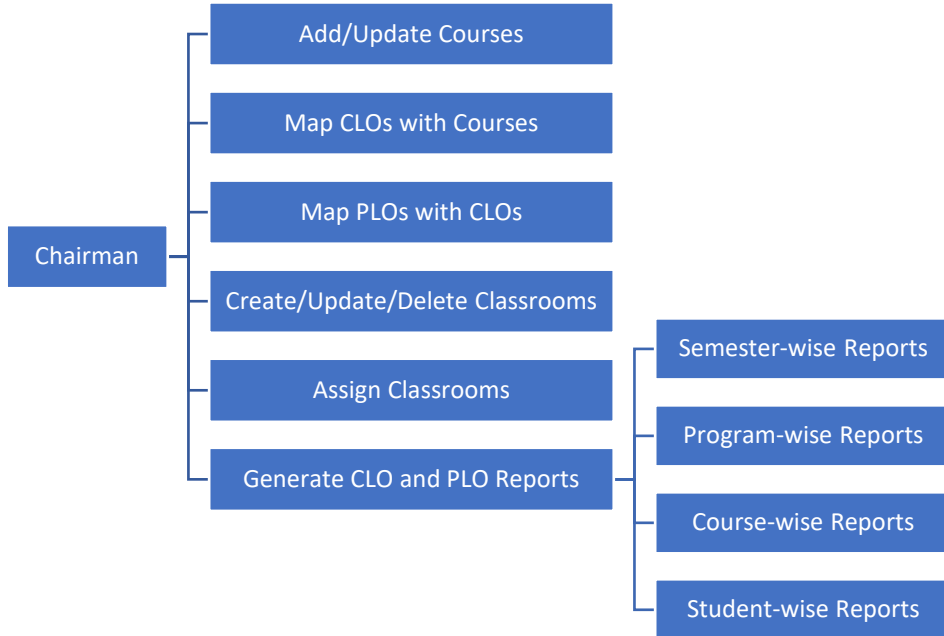 Add/Update Courses
Map CLOs with Courses
Map PLOs with CLOs
Chairman
Create/Update/Delete Classrooms
Semester-wise Reports
Assign Classrooms
Program-wise Reports
Generate CLO and PLO Reports
Course-wise Reports
Student-wise Reports